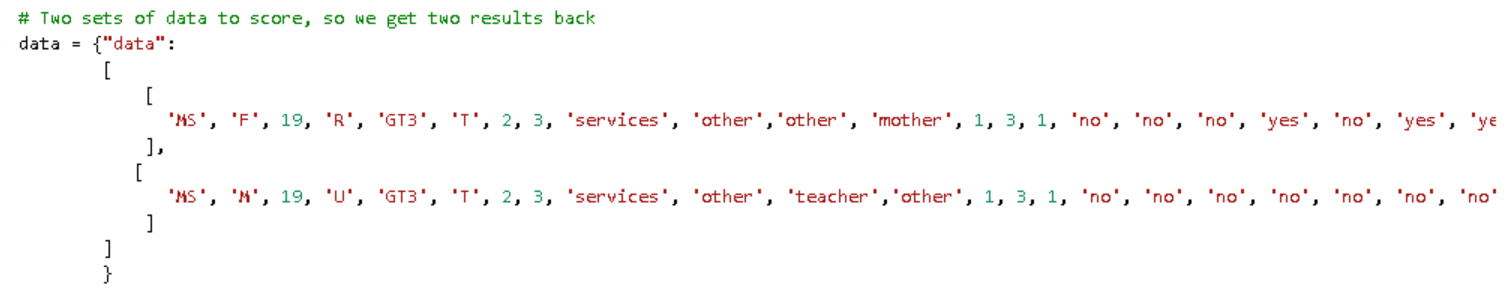 # Two sets of data to score, so we get two results back
data = {"data":
[
[
'MS', 'F', 19, 'R', 'GT3', 'T', 2, 3, 'services', 'other','other', 'mother', 1, 3, 1, 'no', 'no', 'no', 'yes', 'no', 'yes', 'ye
],
[
'MS', 'M', 19, 'U', 'GT3', 'T', 2, 3, 'services', 'other', 'teacher','other', 1, 3, 1, 'no', 'no', 'no', 'no', 'no', 'no', 'no'
]
]
}